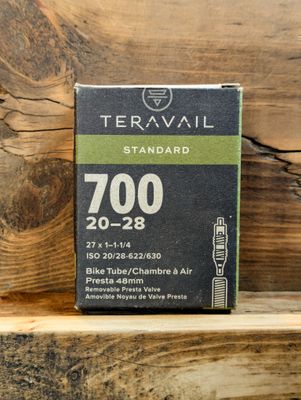 TERAVAIL
STANDARD
700
20–28
27 x 1–1-1/4
ISO 20/28-622/630
Bike Tube/Chambre à Air
Presta 48mm
Removable Presta Valve
Amovible Noyau de Valve Presta